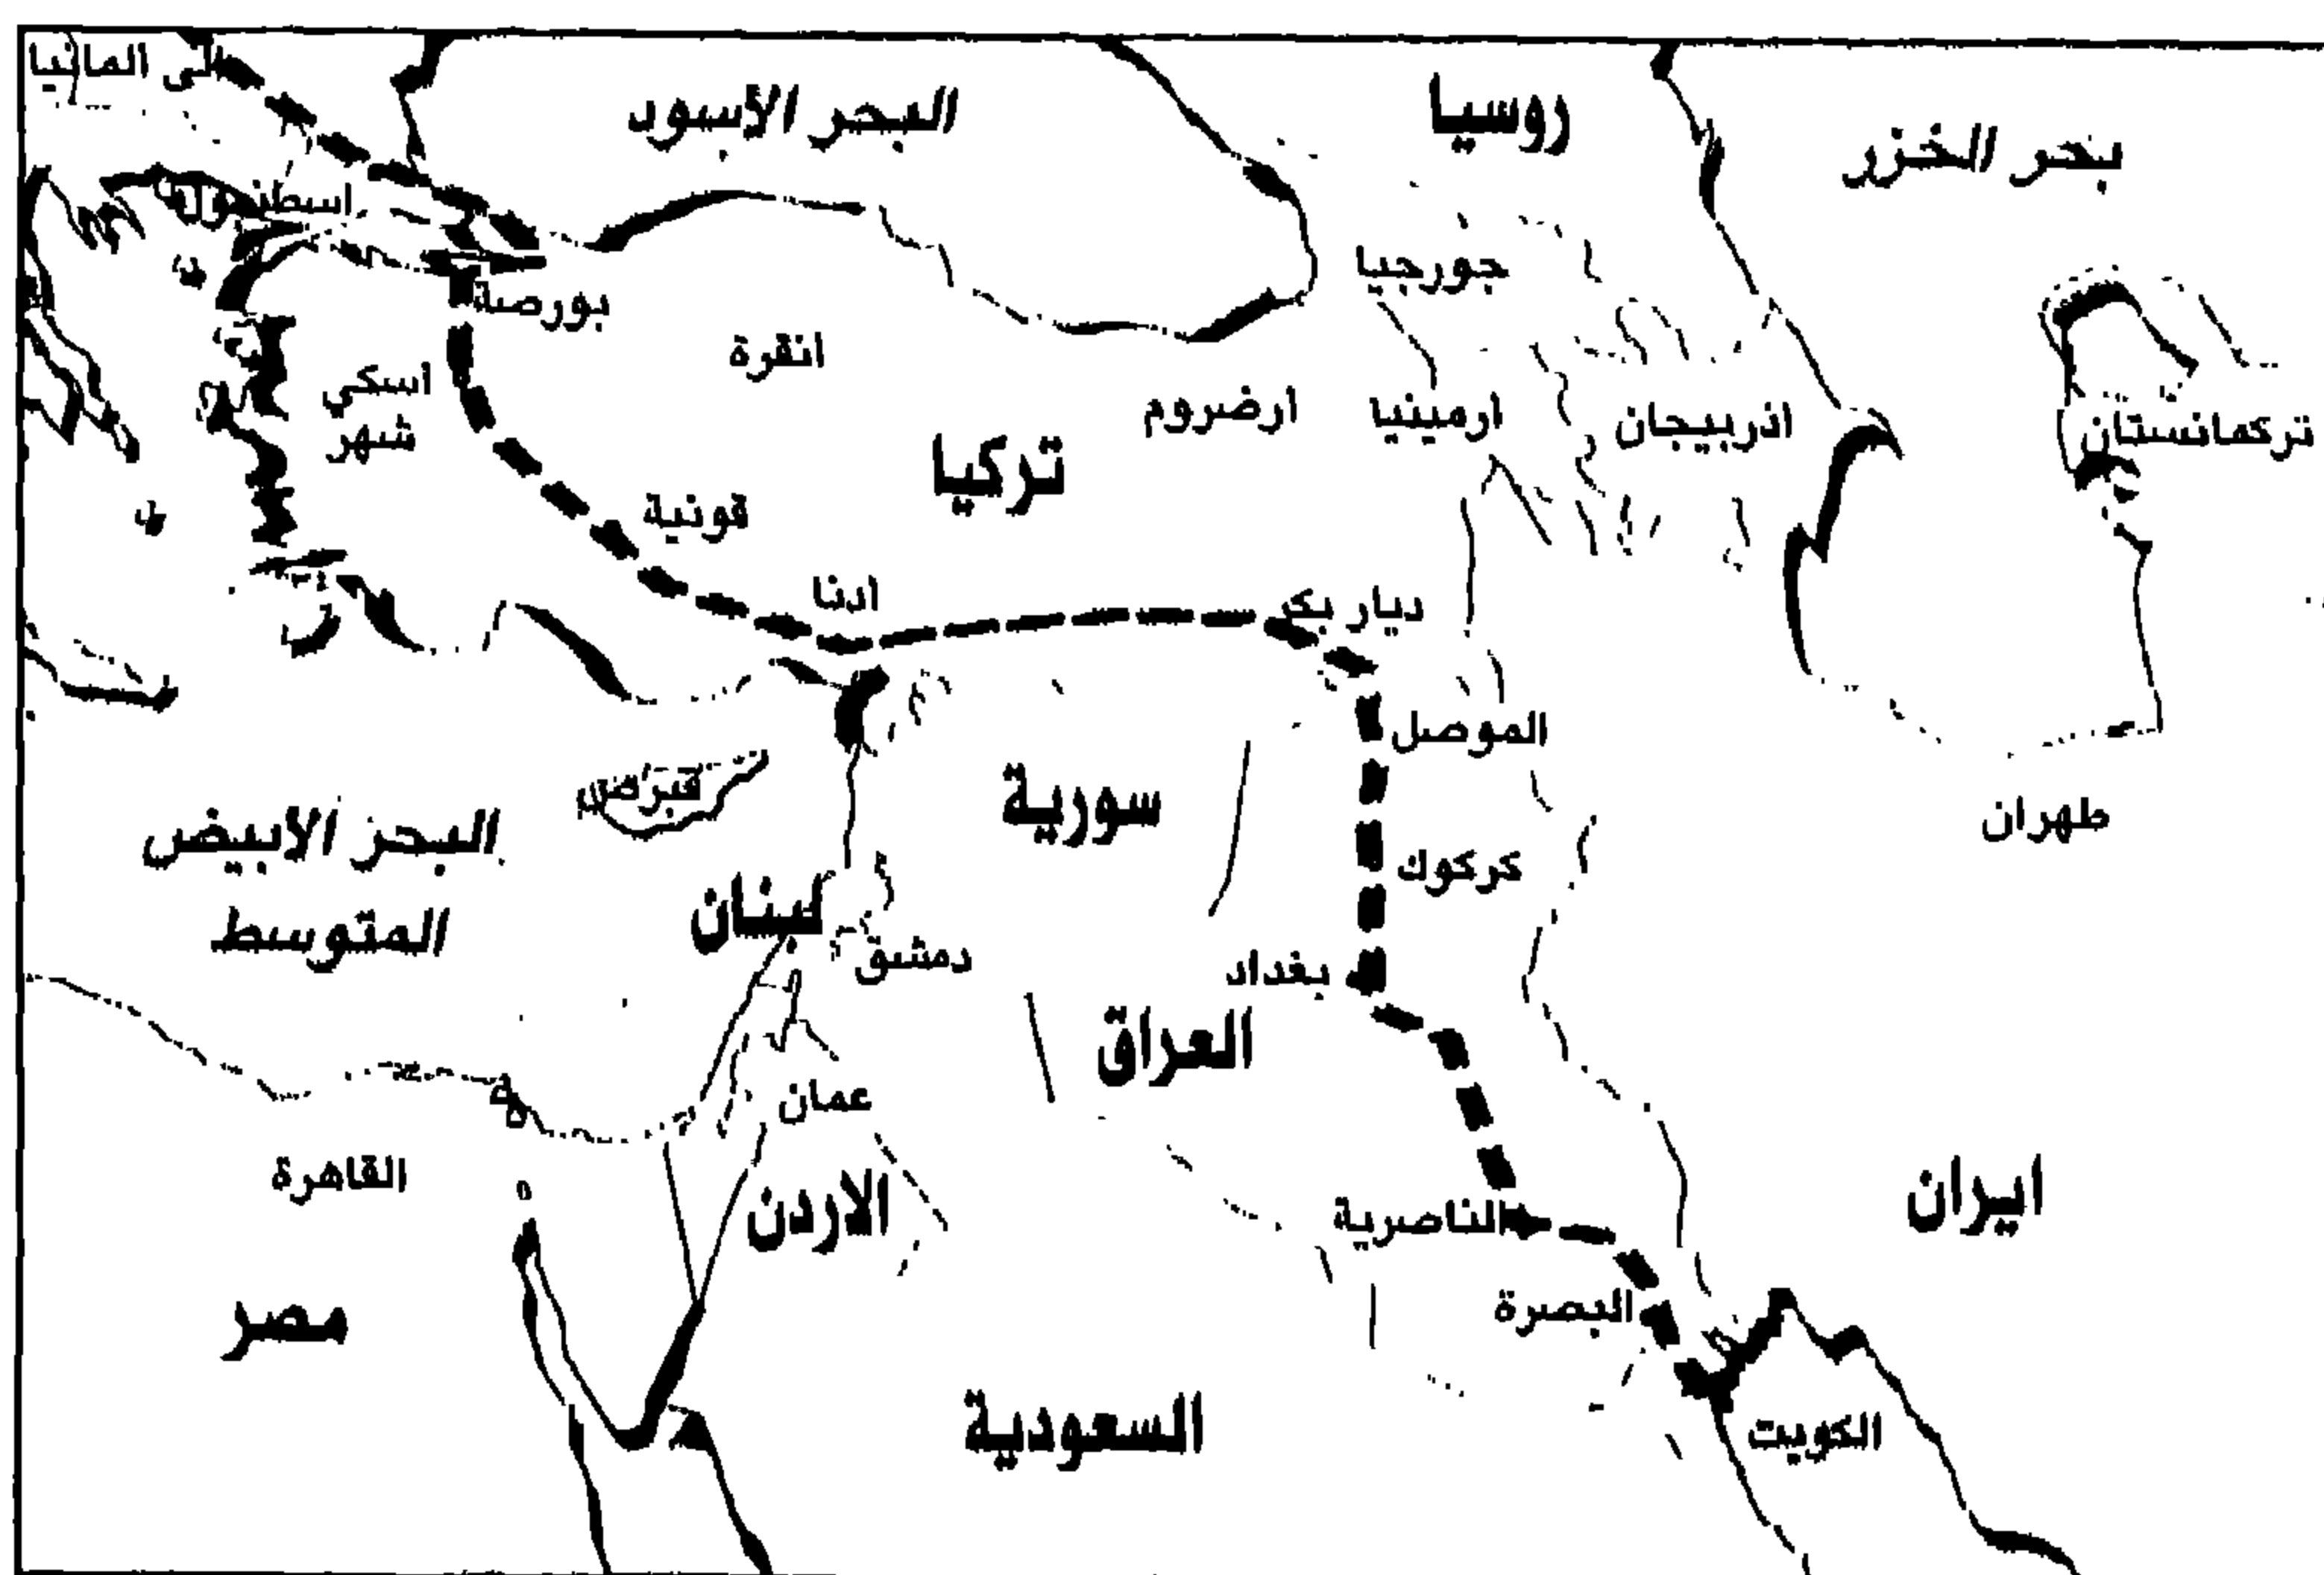 الى المانيا
البحر الأسود
روسيا
بحر الخزر
اسطنبول
جورجيا
بورصة
انقرة
اسكي
شهر
ارضروم
ارمينيا
اذربيجان
تركمانستان
تركيا
قونية
ادنا
ديار بكر
الموصل
قبرص
سورية
طهران
البحر الابيض
المتوسط
كركوك
لبنان
دمشق
بغداد
العراق
عمان
القاهرة
الاردن
الناصرية
ايران
البصرة
مصر
السعودية
الكويت